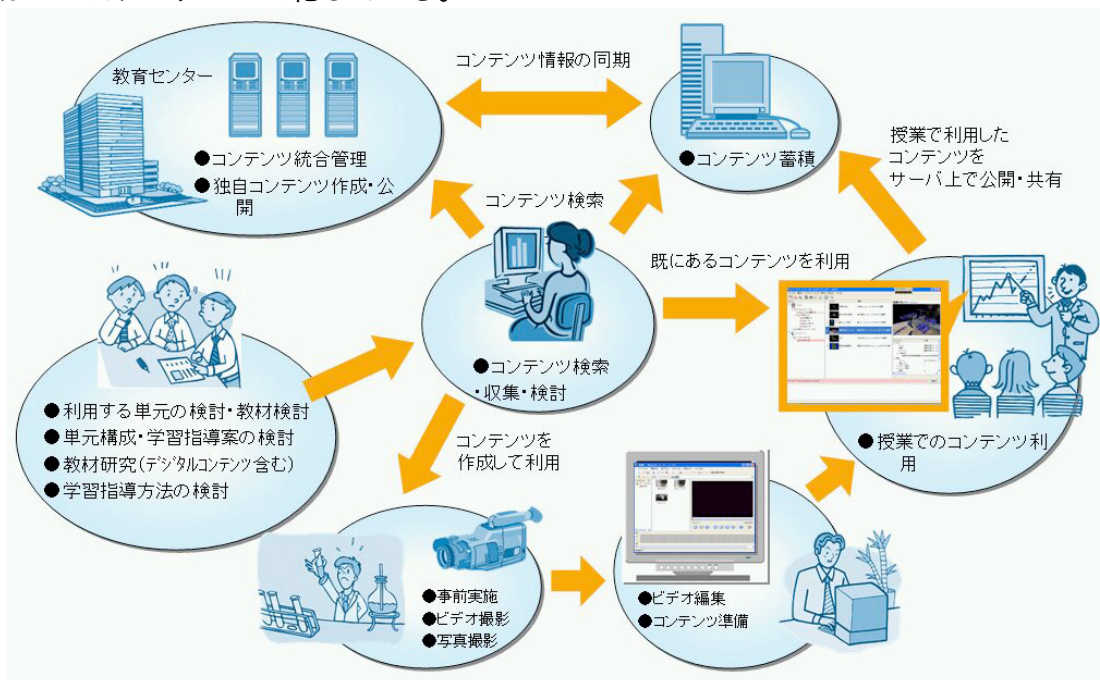 教育センター
●コンテンツ統合管理
●独自コンテンツ作成・公
開
コンテンツ情報の同期
●コンテンツ蓄積
授業で利用した
コンテンツを
サーバ上で公開・共有
コンテンツ検索
既にあるコンテンツを利用
●コンテンツ検索
・収集・検討
●利用する単元の検討・教材検討
●単元構成・学習指導案の検討
●教材研究(デジタルコンテンツ含む)
●学習指導方法の検討
コンテンツを
作成して利用
●授業でのコンテンツ利
用
●事前実施
●ビデオ撮影
●写真撮影
●ビデオ編集
●コンテンツ準備